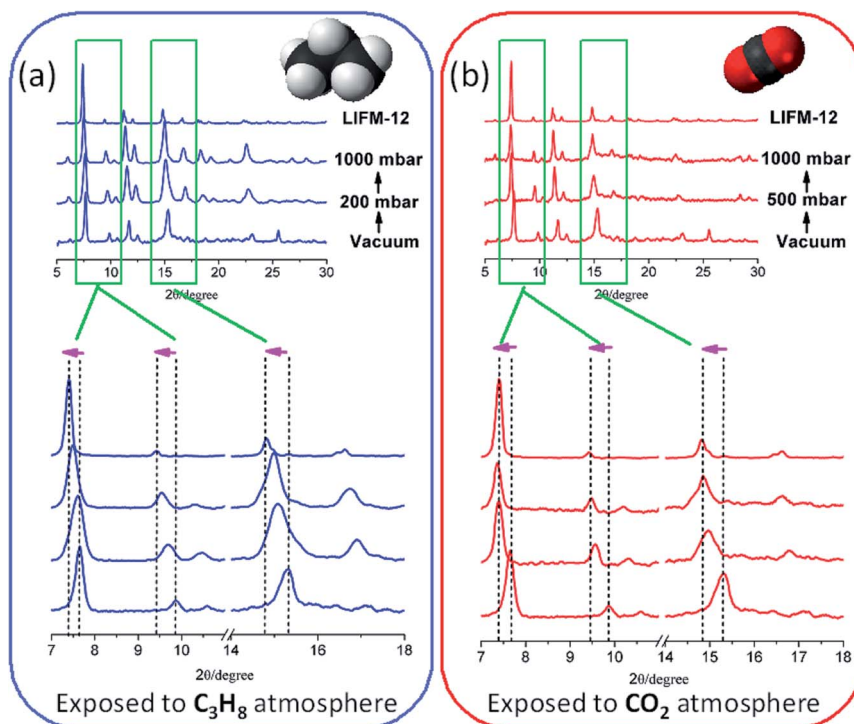 (a)
LIFM-12
1000 mbar
200 mbar
Vacuum
5 10 15 20 25 30
2θ/degree
7 8 9 10 14 15 16 17 18
2θ/degree
Exposed to C₃H₈ atmosphere
(b)
LIFM-12
1000 mbar
500 mbar
Vacuum
5 10 15 20 25 30
2θ/degree
7 8 9 10 14 15 16 17 18
2θ/degree
Exposed to CO₂ atmosphere